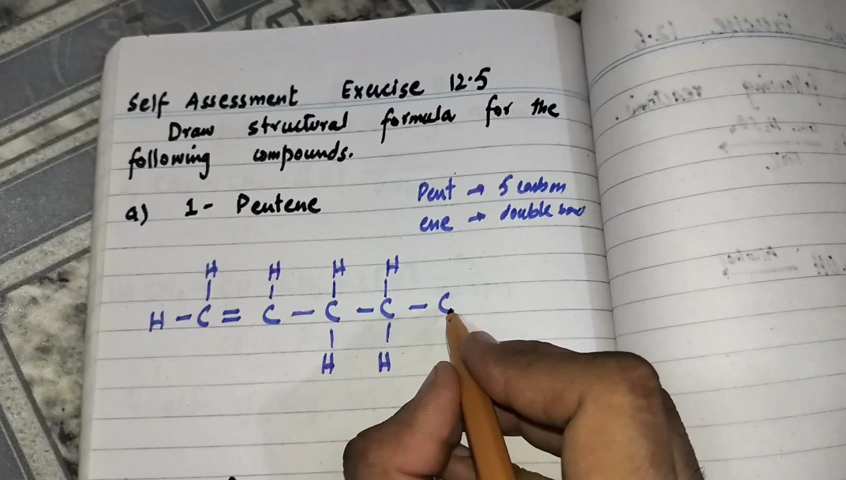 Self Assessment Exercise 12.5
Draw structural formula for the
following compounds.
a) 1- Pentene
Pent → 5 carbon
ene → double
H H H H
H - C = C - C - C - C
H H